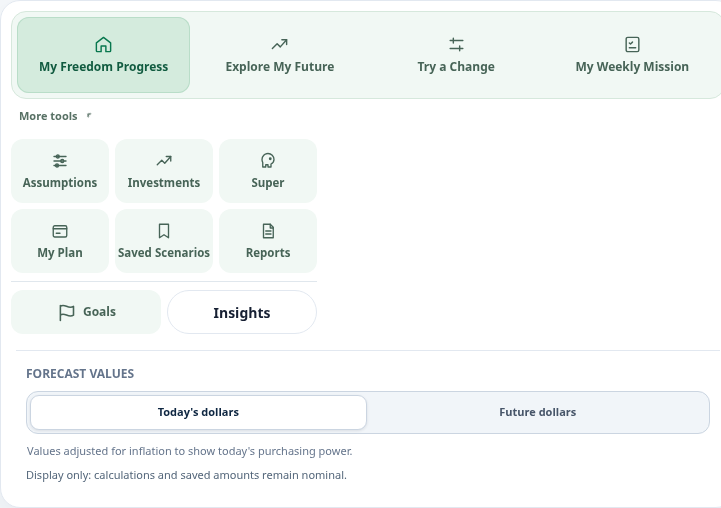 My Freedom Progress
Explore My Future
Try a Change
My Weekly Mission
More tools
Assumptions
Investments
Super
My Plan
Saved Scenarios
Reports
Goals
Insights
FORECAST VALUES
Today's dollars
Future dollars
Values adjusted for inflation to show today's purchasing power.
Display only: calculations and saved amounts remain nominal.